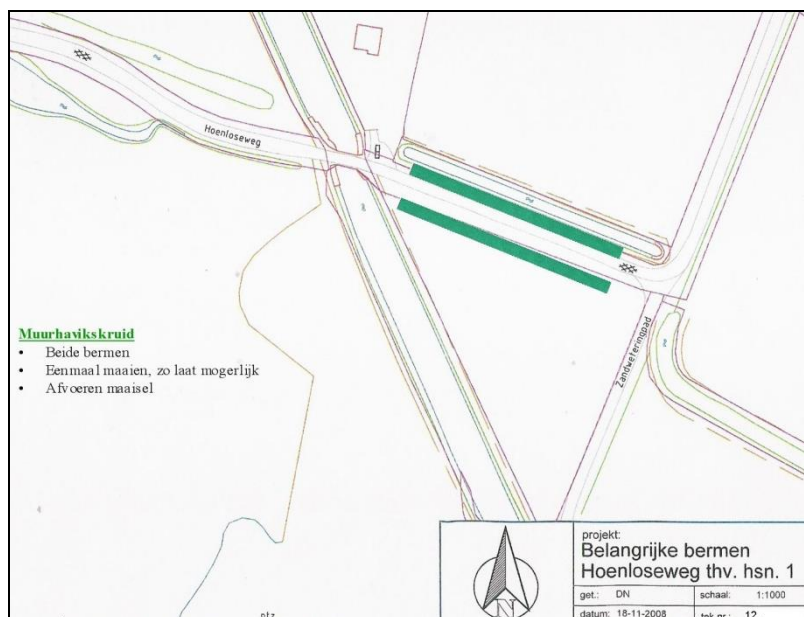 Hoenloseweg
Muurhavikskruid
• Beide bermen
• Eenmaal maaien, zo laat mogerlijk
• Afvoeren maaisel
Zandweteringpad
N
projekt:
Belangrijke bermen
Hoenloseweg thv. hsn. 1
get.: DN
schaal: 1:1000
datum: 18-11-2008
tek.nr.: 12